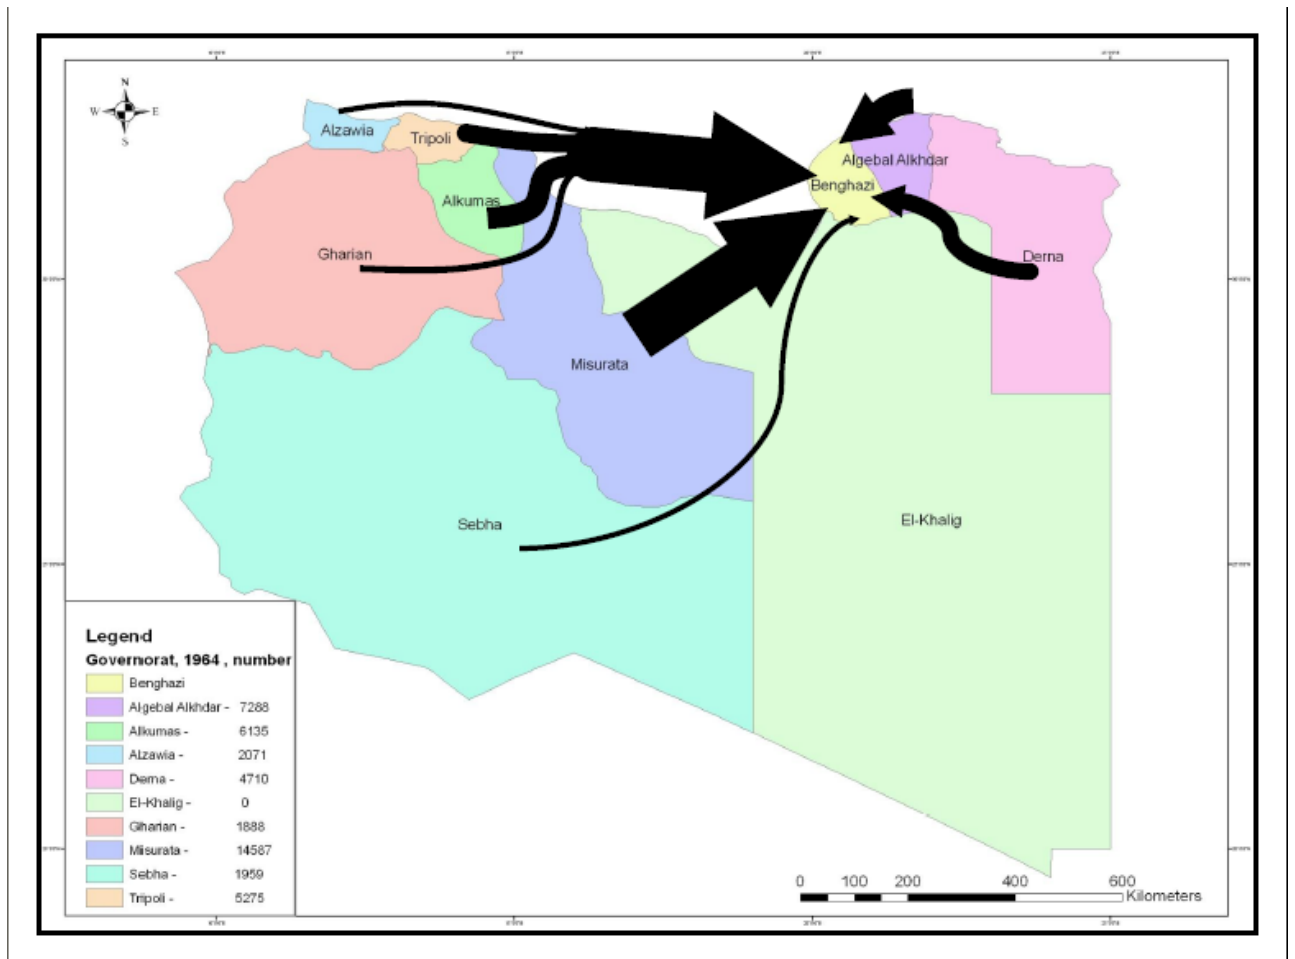 N
W E
S
Alzawia
Tripoli
Algebal Alkhdar
Benghazi
Alkumas
Gharian
Derna
Misurata
Sebha
El-Khalig
Legend
Governorat, 1964 , number
Benghazi
Algebal Alkhdar - 7288
Alkumas - 6135
Alzawia - 2071
Derna - 4710
El-Khalig - 0
Gharian - 1888
Misurata - 14587
Sebha - 1959
Tripoli - 5275
0 100 200 400 600
Kilometers